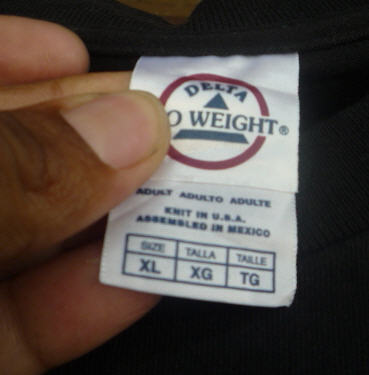 DELTA
O WEIGHT®
ADULT ADULTO ADULTE
KNIT IN U.S.A.
ASSEMBLED IN MEXICO
SIZE TALLA TAILLE
XL XG TG